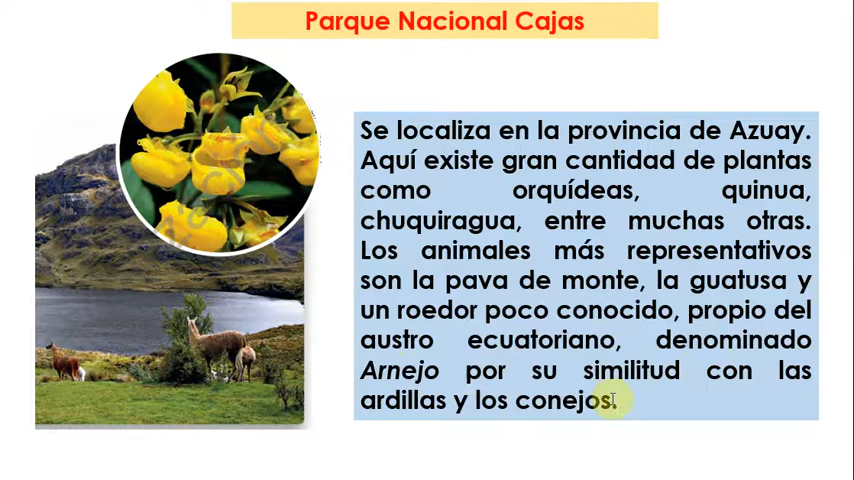 Parque Nacional Cajas
Se localiza en la provincia de Azuay.
Aquí existe gran cantidad de plantas
como orquídeas, quinua,
chuquiragua, entre muchas otras.
Los animales más representativos
son la pava de monte, la guatusa y
un roedor poco conocido, propio del
austro ecuatoriano, denominado
Arnejo por su similitud con las
ardillas y los conejos.